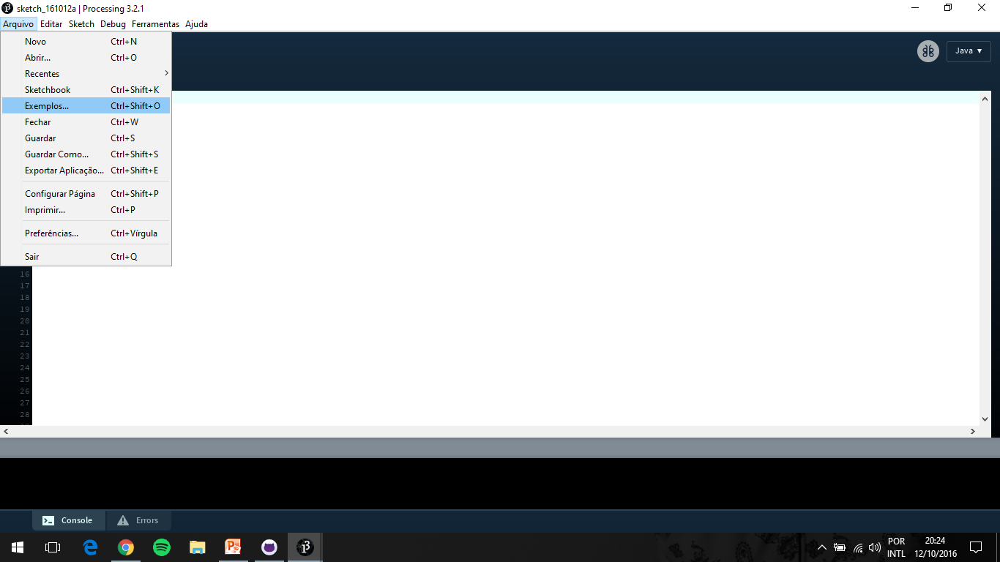 sketch_161012a | Processing 3.2.1
Arquivo Editar Sketch Debug Ferramentas Ajuda
Novo Ctrl+N
Abrir... Ctrl+O
Recentes
Sketchbook Ctrl+Shift+K
Exemplos... Ctrl+Shift+O
Fechar Ctrl+W
Guardar Ctrl+S
Guardar Como... Ctrl+Shift+S
Exportar Aplicação... Ctrl+Shift+E
Configurar Página Ctrl+Shift+P
Imprimir... Ctrl+P
Preferências... Ctrl+Vírgula
Sair Ctrl+Q
Java
16
17
18
19
20
21
22
23
24
25
26
27
28
Console Errors
POR
INTL
20:24
12/10/2016